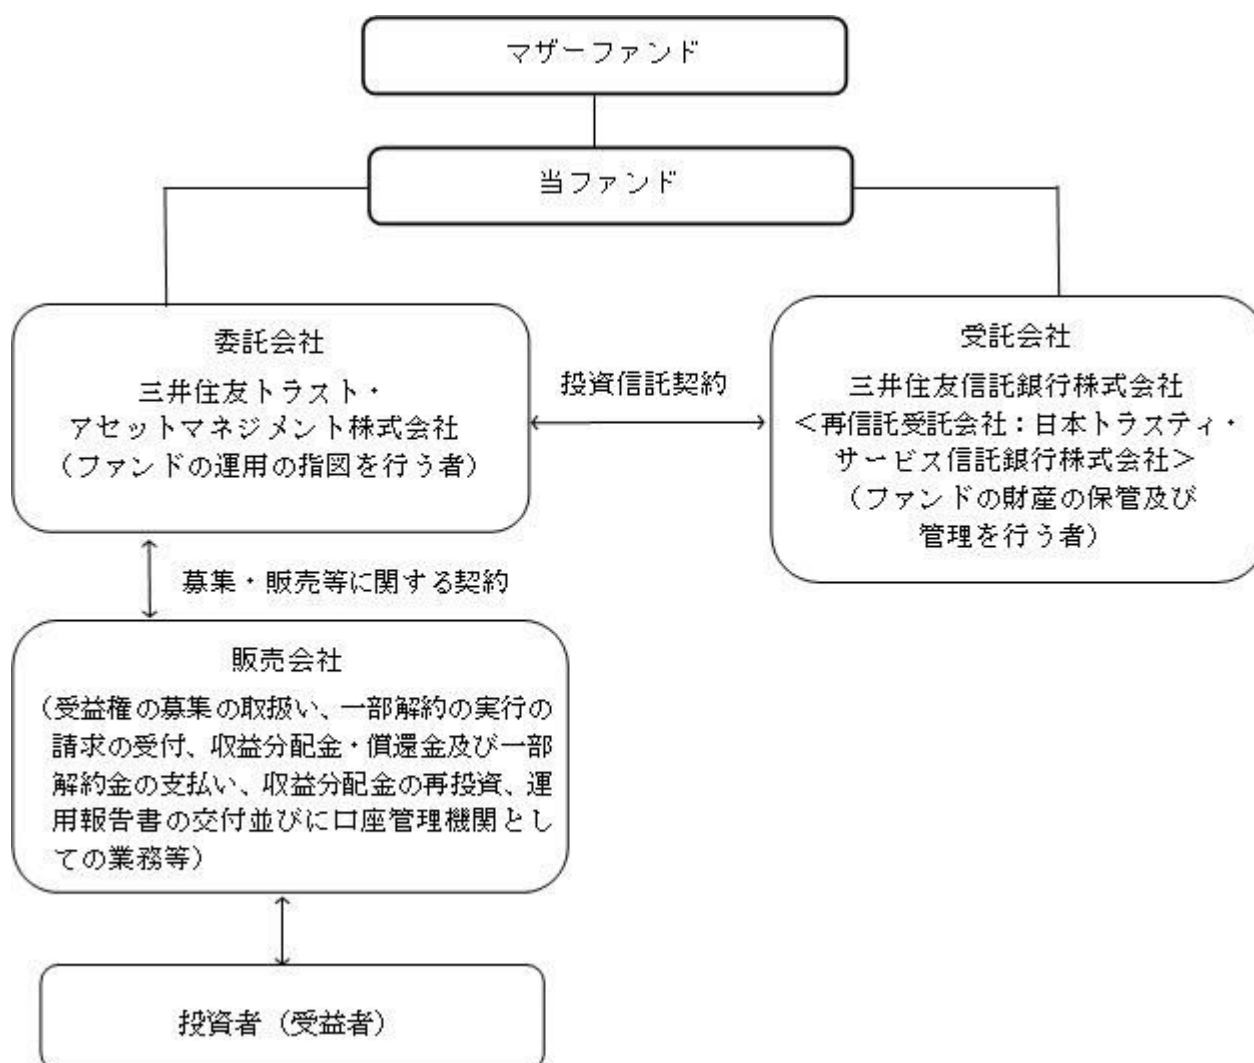 マザーファンド
当ファンド
委託会社
三井住友トラスト・
アセットマネジメント株式会社
（ファンドの運用の指図を行う者）
投資信託契約
受託会社
三井住友信託銀行株式会社
＜再信託受託会社：日本トラスティ・
サービス信託銀行株式会社＞
（ファンドの財産の保管及び
管理を行う者）
募集・販売等に関する契約
販売会社
（受益権の募集の取扱い、一部解約の実行の
請求の受付、収益分配金・償還金及び一部
解約金の支払い、収益分配金の再投資、運
用報告書の交付並びに口座管理機関とし
ての業務等）
投資者（受益者）